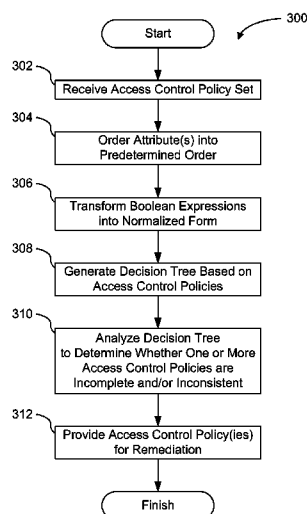 Start
300
302
Receive Access Control Policy Set
304
Order Attribute(s) into
Predetermined Order
306
Transform Boolean Expressions
into Normalized Form
308
Generate Decision Tree Based on
Access Control Policies
310
Analyze Decision Tree
to Determine Whether One or More
Access Control Policies are
Incomplete and/or Inconsistent
312
Provide Access Control Policy(ies)
for Remediation
Finish